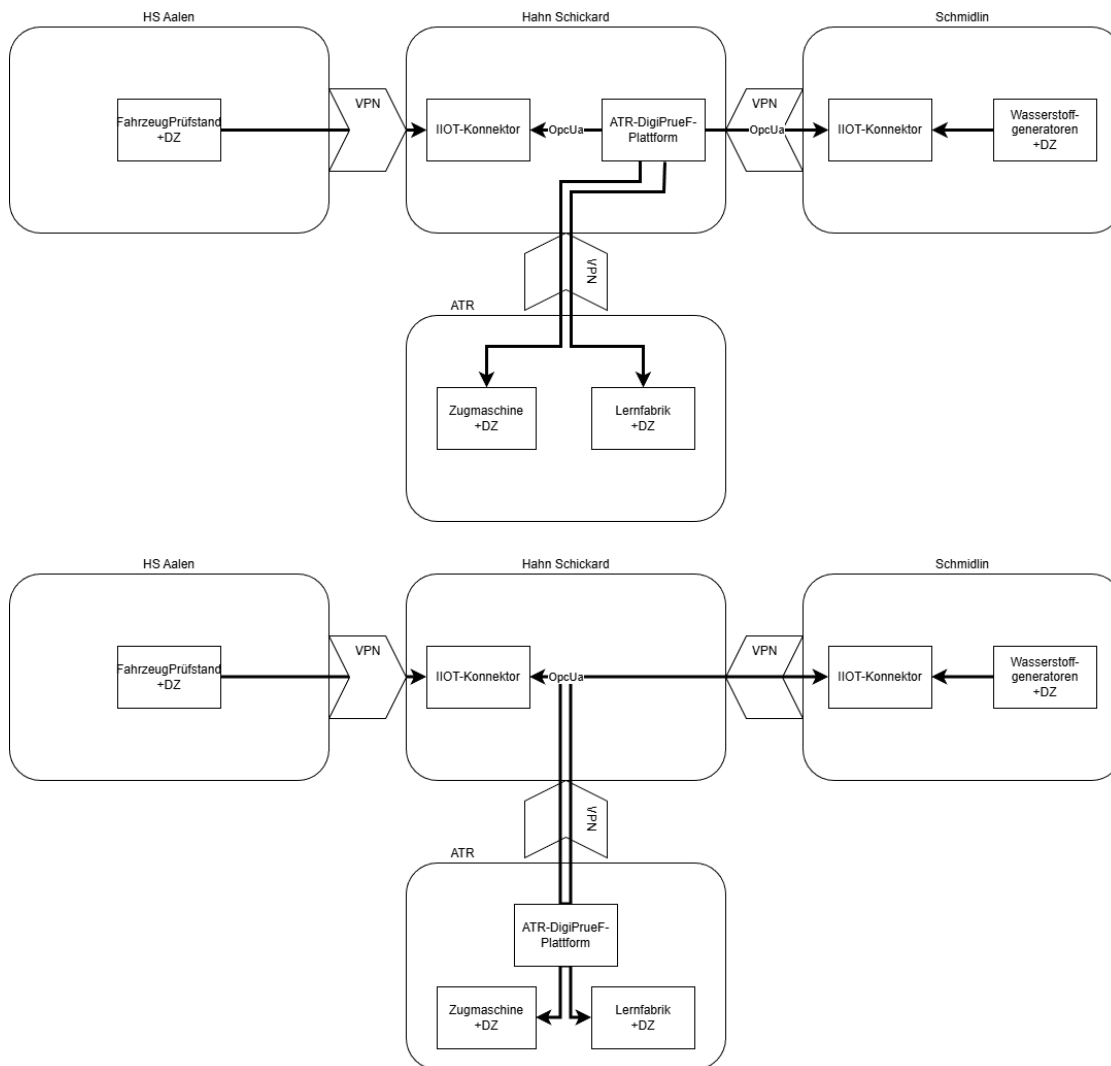 HS Aalen
Hahn Schickard
Schmidlin
FahrzeugPrüfstand
+DZ
VPN
IIOT-Konnektor
OpcUa
ATR-DigiPrueF-
Plattform
VPN
OpcUa
IIOT-Konnektor
Wasserstoff-
generatoren
+DZ
VPN
ATR
Zugmaschine
+DZ
Lernfabrik
+DZ
HS Aalen
Hahn Schickard
Schmidlin
FahrzeugPrüfstand
+DZ
VPN
IIOT-Konnektor
OpcUa
VPN
IIOT-Konnektor
Wasserstoff-
generatoren
+DZ
VPN
ATR
ATR-DigiPrueF-
Plattform
Zugmaschine
+DZ
Lernfabrik
+DZ